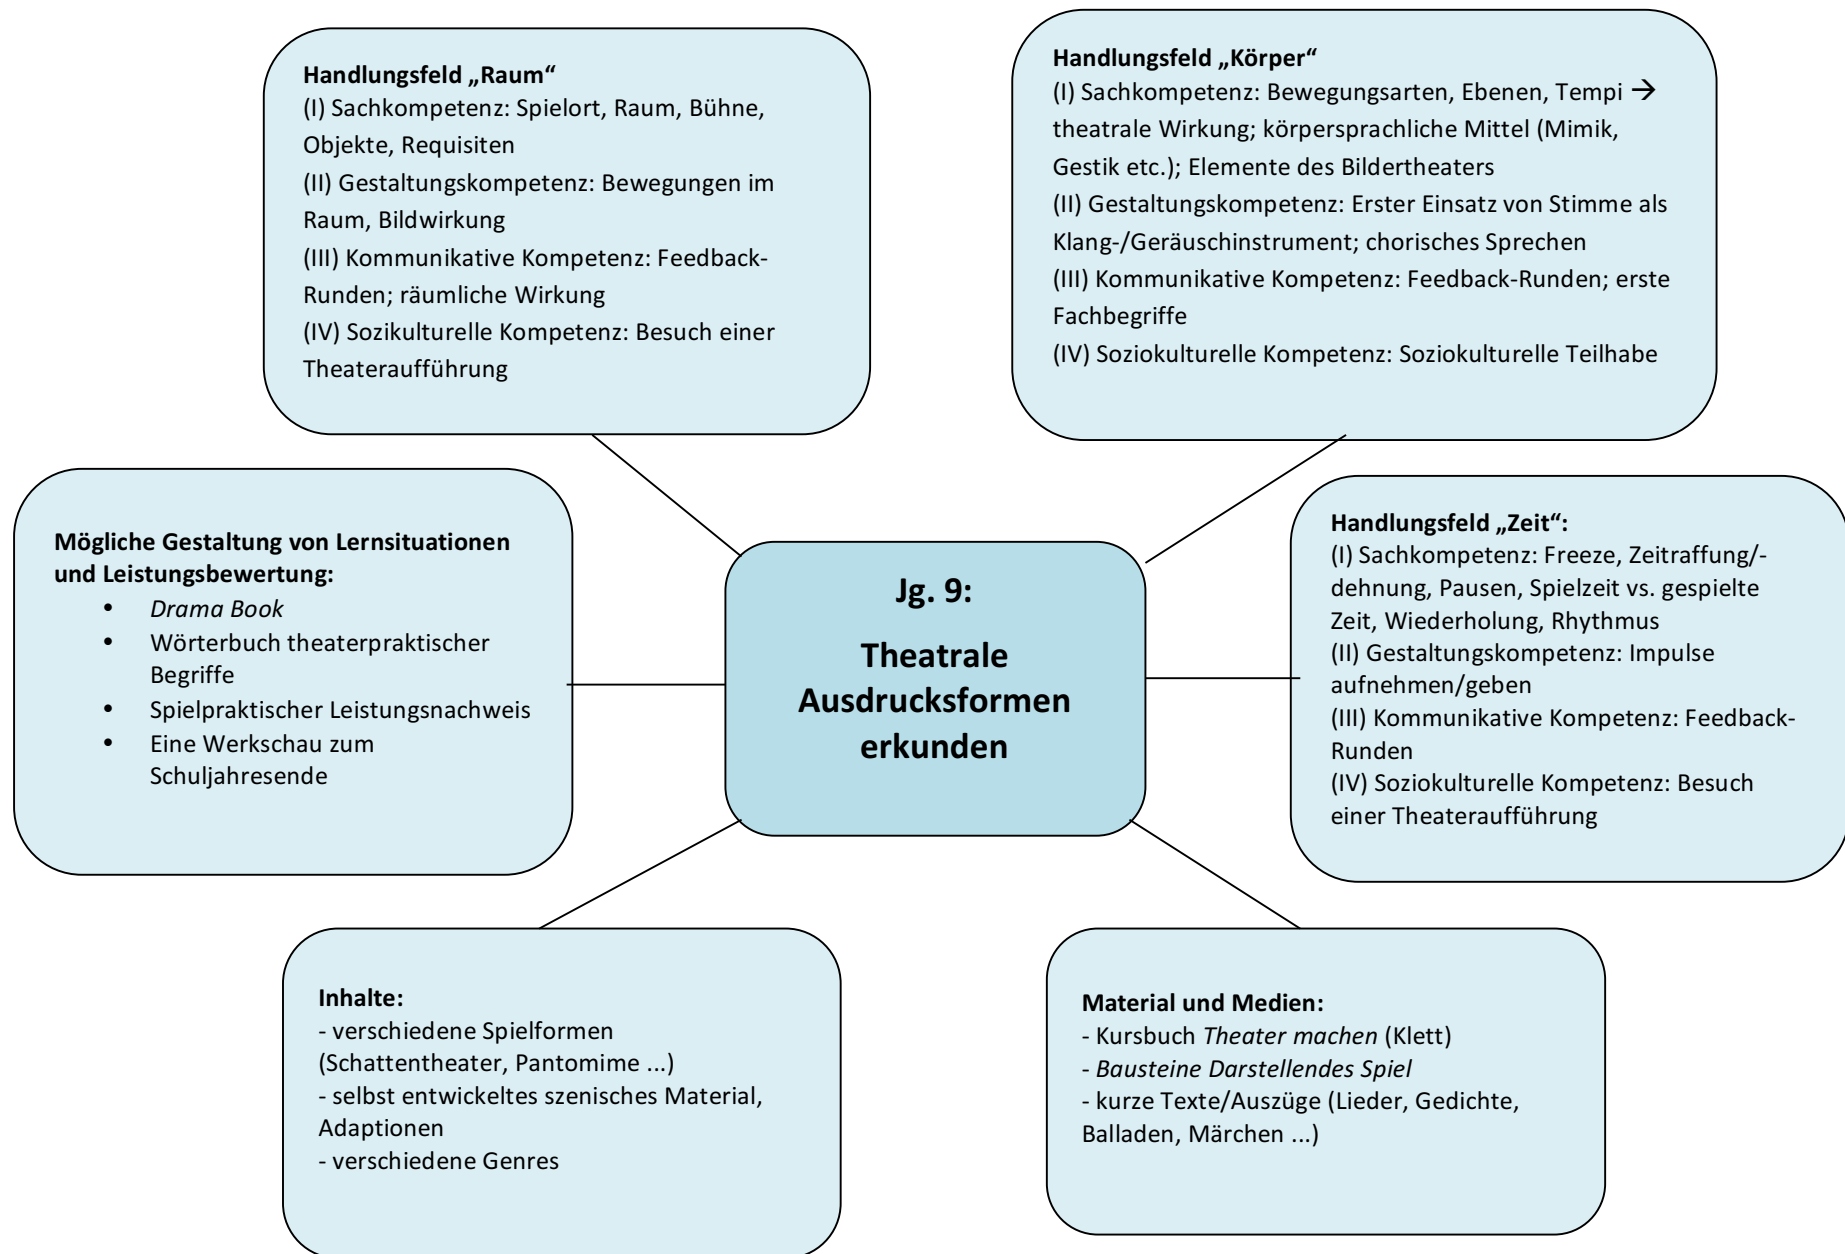 Handlungsfeld „Raum“
(I) Sachkompetenz: Spielort, Raum, Bühne,
Objekte, Requisiten
(II) Gestaltungskompetenz: Bewegungen im
Raum, Bildwirkung
(III) Kommunikative Kompetenz: Feedback-
Runden; räumliche Wirkung
(IV) Sozikulturelle Kompetenz: Besuch einer
Theateraufführung
Handlungsfeld „Körper“
(I) Sachkompetenz: Bewegungsarten, Ebenen, Tempi →
theatrale Wirkung; körpersprachliche Mittel (Mimik,
Gestik etc.); Elemente des Bildertheaters
(II) Gestaltungskompetenz: Erster Einsatz von Stimme als
Klang-/Geräuschinstrument; chorisches Sprechen
(III) Kommunikative Kompetenz: Feedback-Runden; erste
Fachbegriffe
(IV) Soziokulturelle Kompetenz: Soziokulturelle Teilhabe
Mögliche Gestaltung von Lernsituationen
und Leistungsbewertung:
• Drama Book
• Wörterbuch theaterpraktischer
Begriffe
• Spielpraktischer Leistungsnachweis
• Eine Werkschau zum
Schuljahresende
Jg. 9:
Theatrale
Ausdrucksformen
erkunden
Handlungsfeld „Zeit“:
(I) Sachkompetenz: Freeze, Zeitraffung/-
dehnung, Pausen, Spielzeit vs. gespielte
Zeit, Wiederholung, Rhythmus
(II) Gestaltungskompetenz: Impulse
aufnehmen/geben
(III) Kommunikative Kompetenz: Feedback-
Runden
(IV) Soziokulturelle Kompetenz: Besuch
einer Theateraufführung
Inhalte:
- verschiedene Spielformen
(Schattentheater, Pantomime ...)
- selbst entwickeltes szenisches Material,
Adaptionen
- verschiedene Genres
Material und Medien:
- Kursbuch Theater machen (Klett)
- Bausteine Darstellendes Spiel
- kurze Texte/Auszüge (Lieder, Gedichte,
Balladen, Märchen ...)